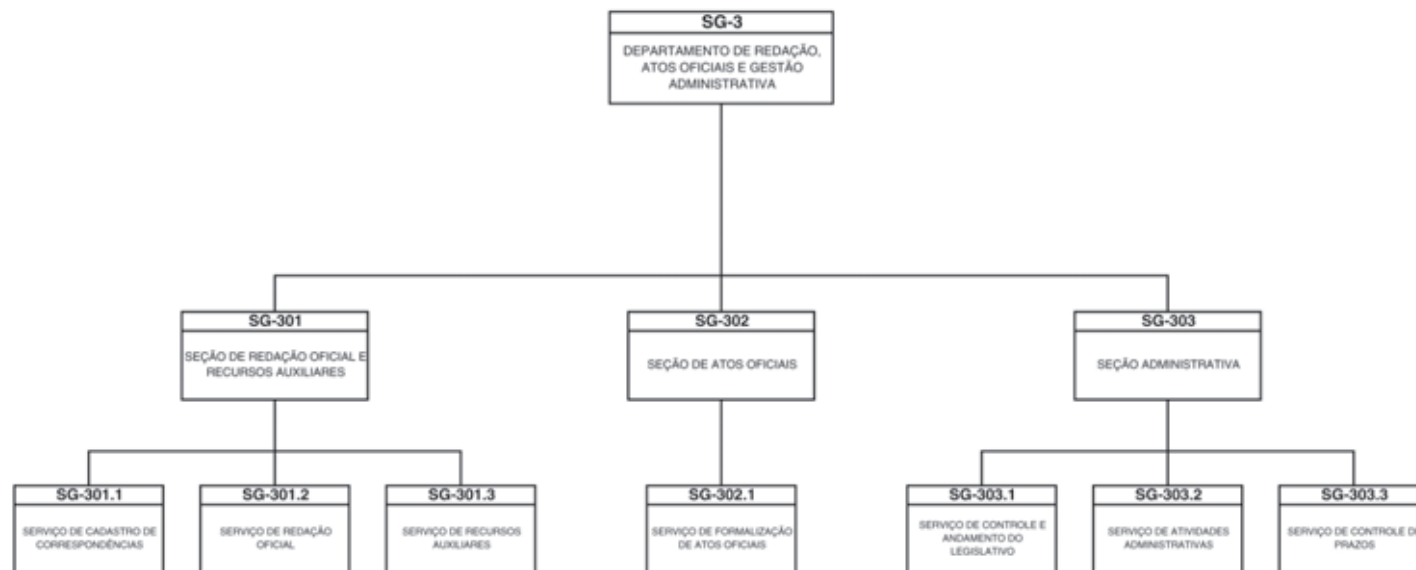 SG-3
DEPARTAMENTO DE REDAÇÃO,
ATOS OFICIAIS E GESTÃO
ADMINISTRATIVA
SG-301
SEÇÃO DE REDAÇÃO OFICIAL E
RECURSOS AUXILIARES
SG-302
SEÇÃO DE ATOS OFICIAIS
SG-303
SEÇÃO ADMINISTRATIVA
SG-301.1
SERVIÇO DE CADASTRO DE
CORRESPONDÊNCIAS
SG-301.2
SERVIÇO DE REDAÇÃO
OFICIAL
SG-301.3
SERVIÇO DE RECURSOS
AUXILIARES
SG-302.1
SERVIÇO DE FORMALIZAÇÃO
DE ATOS OFICIAIS
SG-303.1
SERVIÇO DE CONTROLE E
ANDAMENTO DO
LEGISLATIVO
SG-303.2
SERVIÇO DE ATIVIDADES
ADMINISTRATIVAS
SG-303.3
SERVIÇO DE CONTROLE DE
PRAZOS